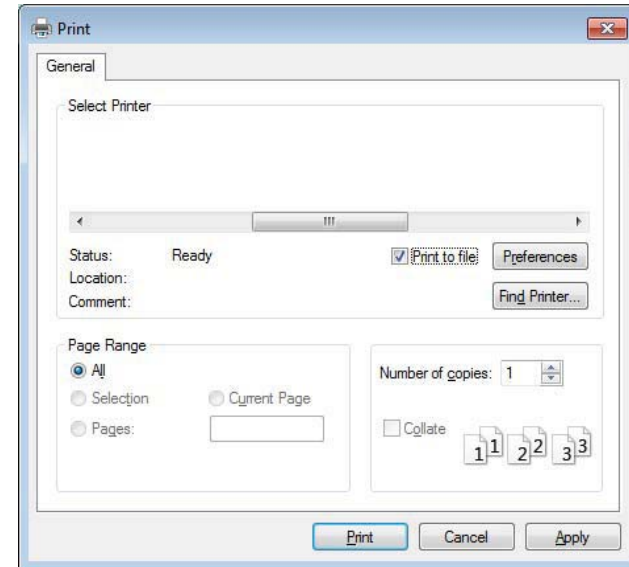 Print
General
Select Printer
Status: Ready
Print to file
Preferences
Location:
Comment:
Find Printer...
Page Range
All
Selection
Current Page
Pages:
Number of copies: 1
Collate
1 1 2 2 3 3
Print
Cancel
Apply